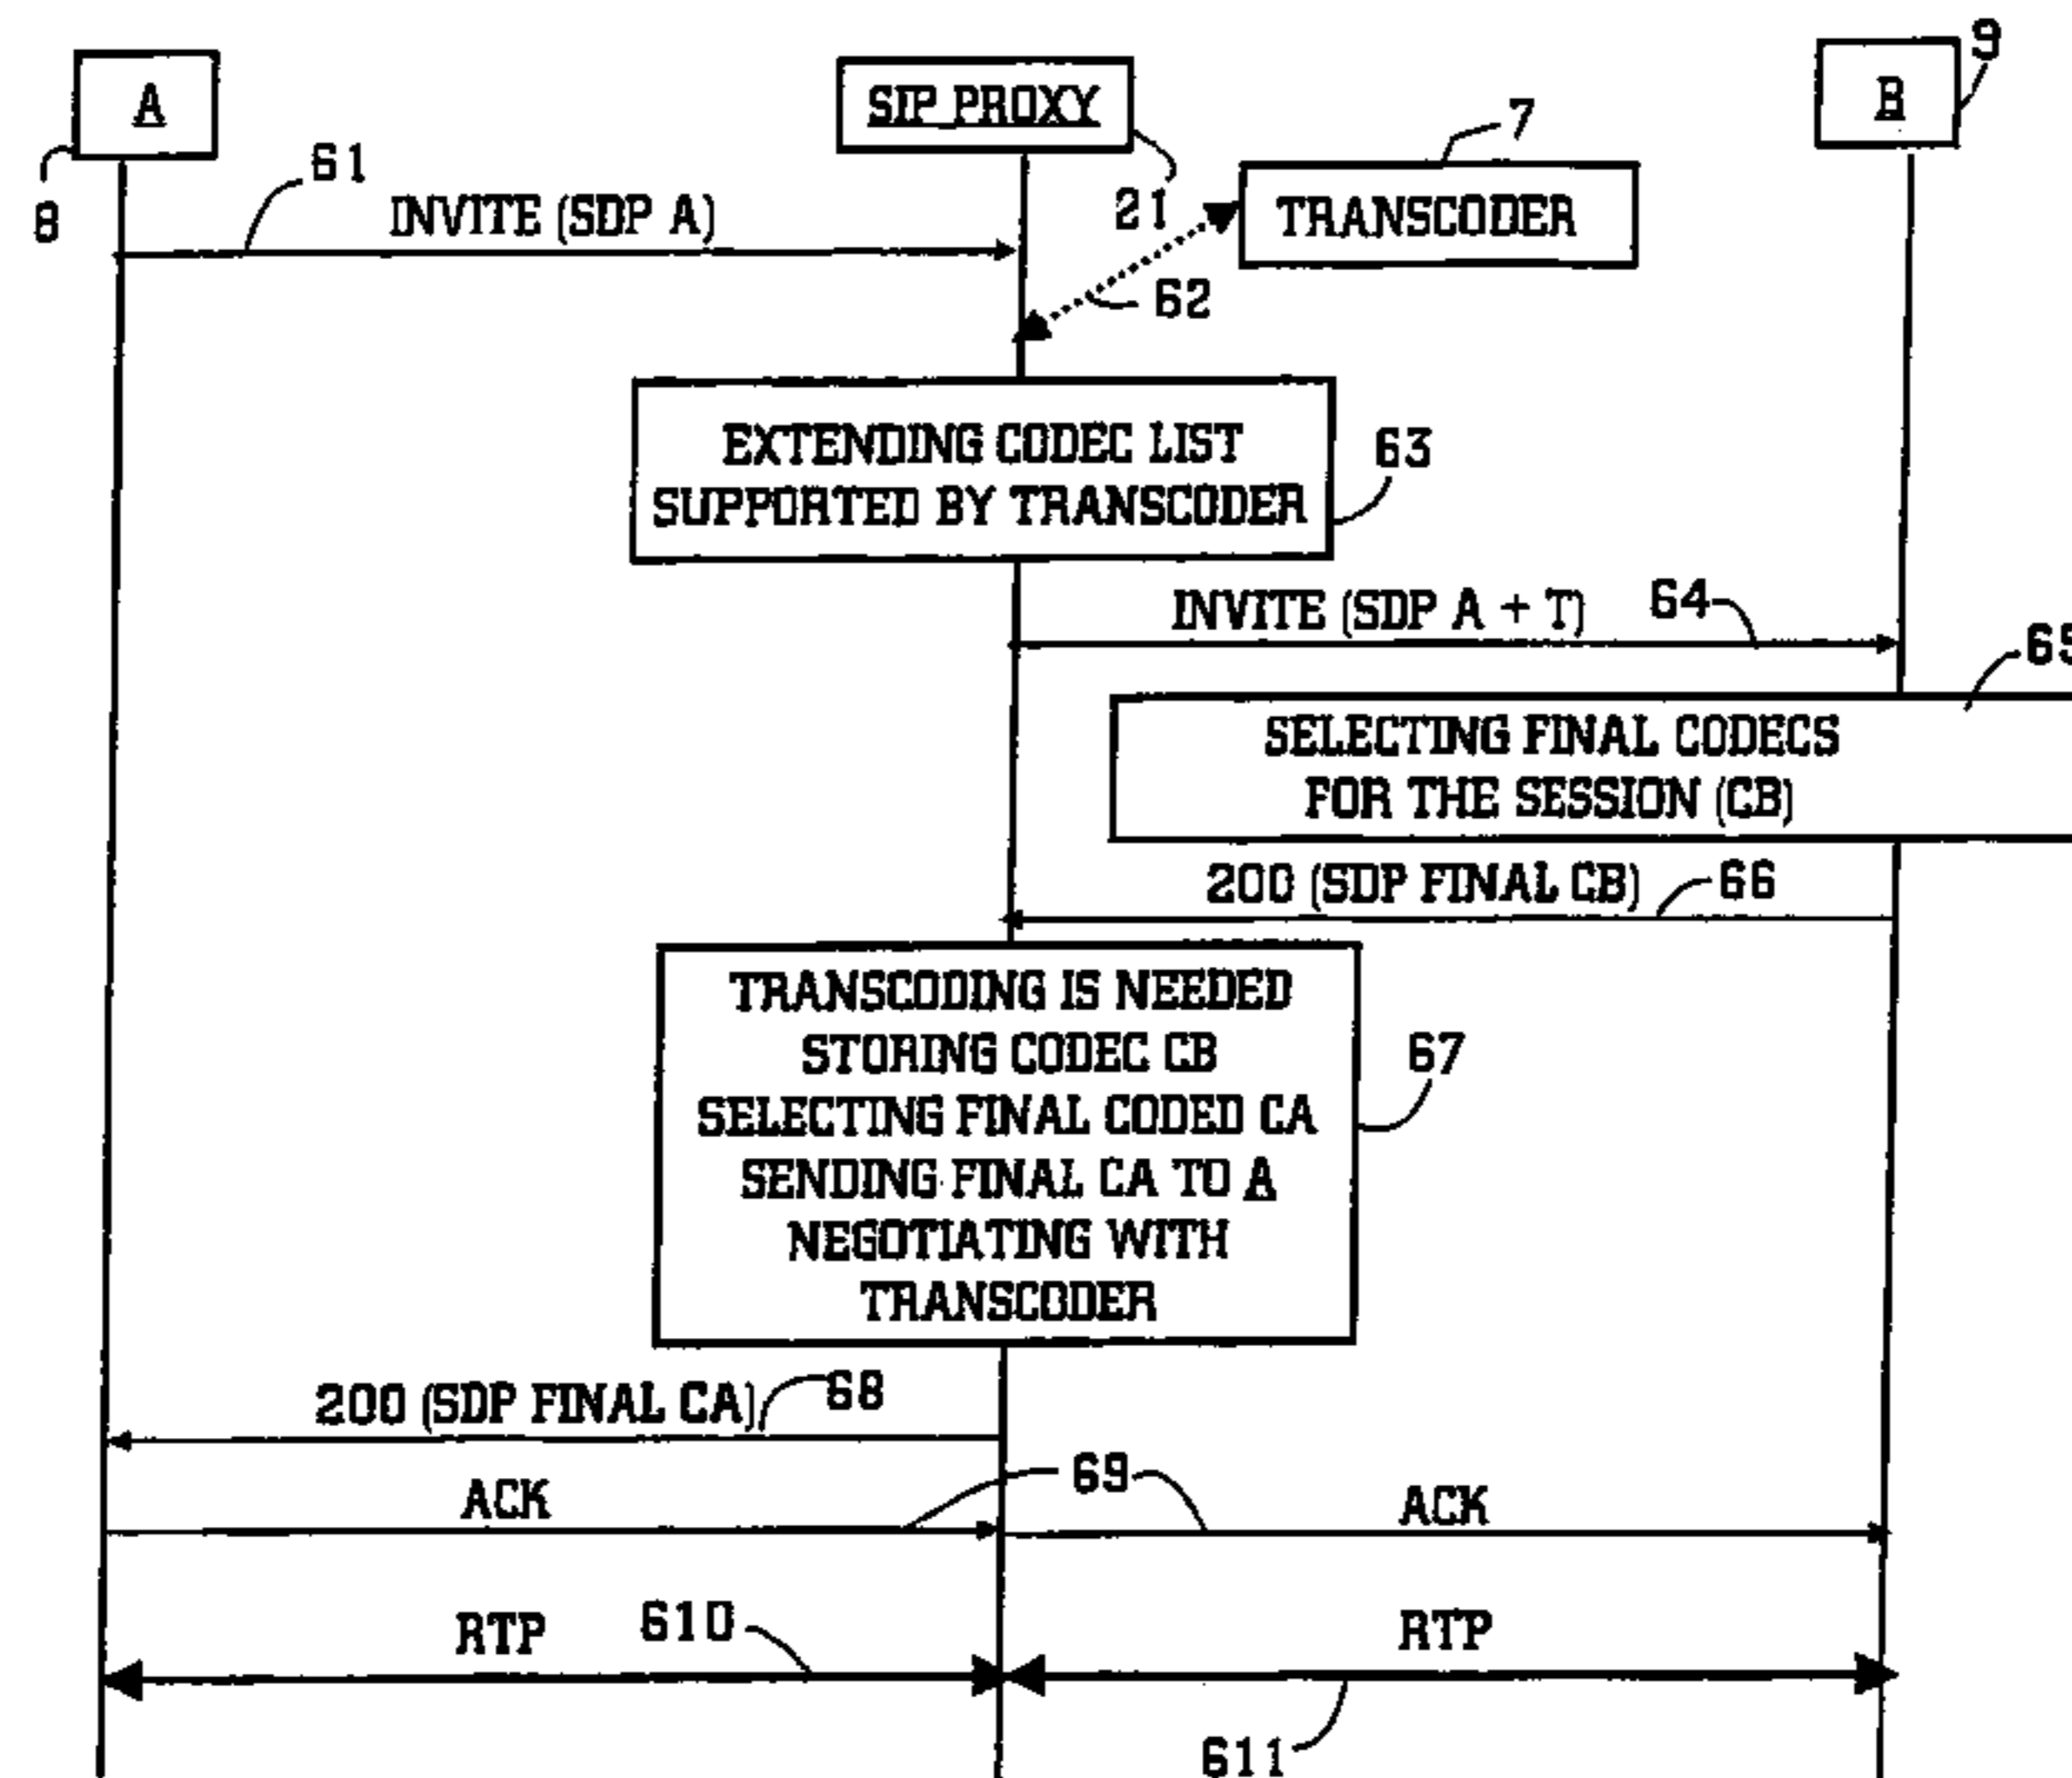 A
SIP PROXY
B
9
8
61
21
7
INVITE (SDP A)
TRANSCODER
62
EXTENDING CODEC LIST
SUPPORTED BY TRANSCODER
63
INVITE (SDP A + T)
64
65
SELECTING FINAL CODECS
FOR THE SESSION (CB)
200 (SDP FINAL CB)
66
TRANSCODING IS NEEDED
STORING CODEC CB
SELECTING FINAL CODED CA
SENDING FINAL CA TO A
NEGOTIATING WITH
TRANSCODER
67
200 (SDP FINAL CA)
68
ACK
69
ACK
RTP
610
RTP
611